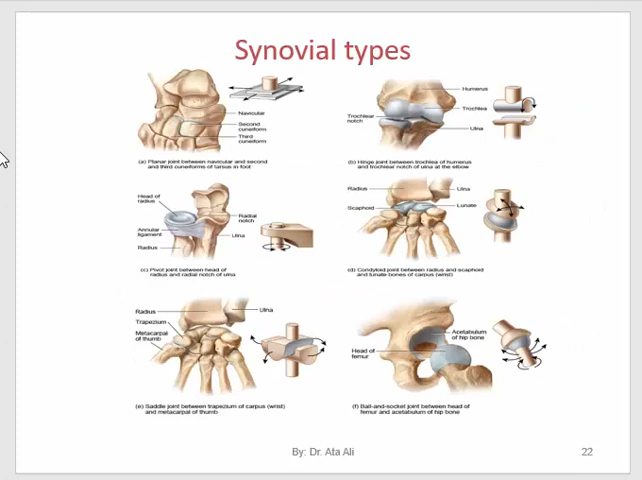 Synovial types
Navicular
Second
cuneiform
Third
cuneiform
(a) Planar joint between navicular and second
and third cuneiforms of tarsus in foot
Humerus
Trochlea
Trochlear
notch
Ulna
(b) Hinge joint between trochlea of humerus
and trochlear notch of ulna at the elbow
Head of
radius
Radial
notch
Annular
ligament
Ulna
Radius
(c) Pivot joint between head of
radius and radial notch of ulna
Radius
Ulna
Scaphoid
Lunate
(d) Condyloid joint between radius and scaphoid
and lunate bones of carpus (wrist)
Radius
Ulna
Trapezium
Metacarpal
of thumb
(e) Saddle joint between trapezium of carpus (wrist)
and metacarpal of thumb
Acetabulum
of hip bone
Head of
femur
(f) Ball-and-socket joint between head of
femur and acetabulum of hip bone
By: Dr. Ata Ali
22